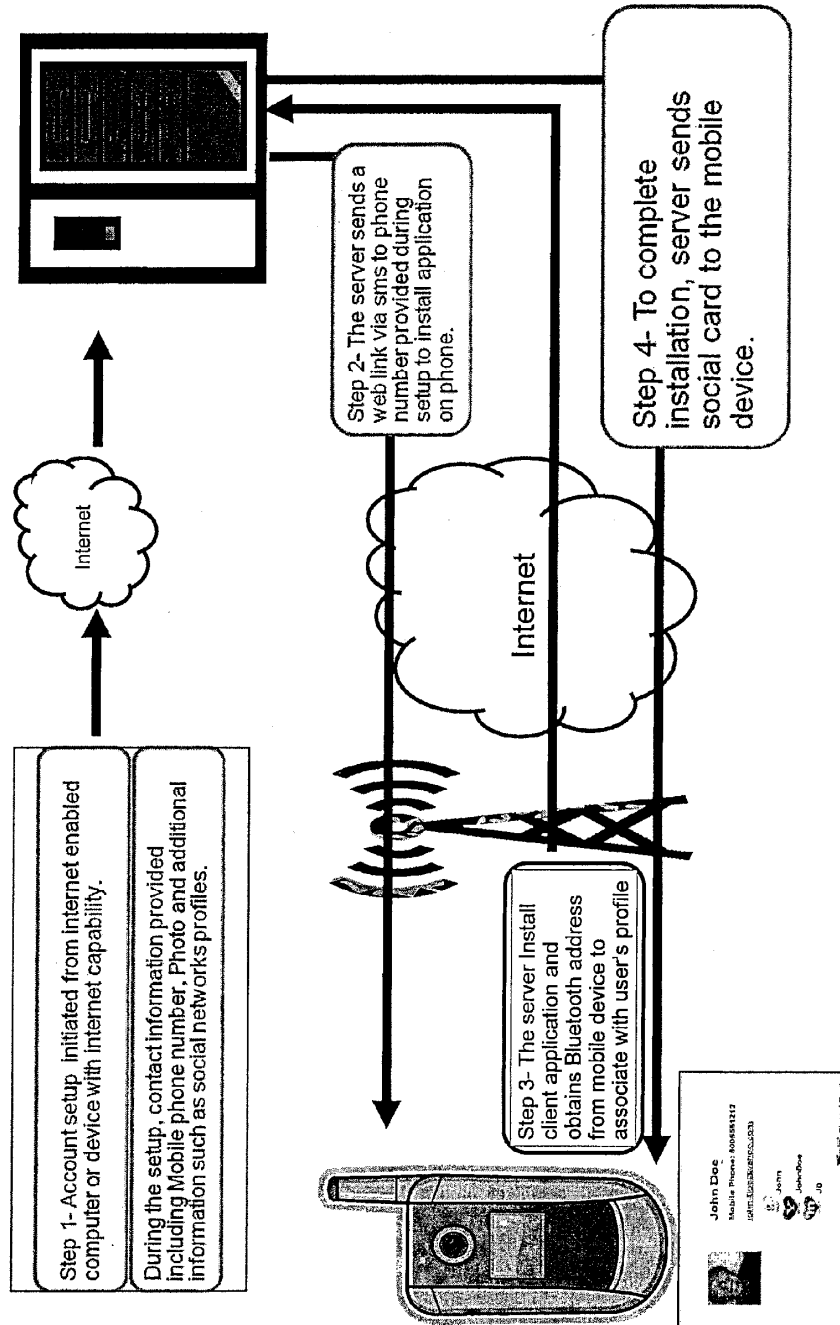 Step 1- Account setup initiated from internet enabled
computer or device with internet capability.
During the setup, contact information provided
including Mobile phone number, Photo and additional
information such as social networks profiles.
Internet
Step 2- The server sends a
web link via sms to phone
number provided during
setup to install application
on phone.
Internet
Step 3- The server Install
client application and
obtains Bluetooth address
from mobile device to
associate with user's profile
Step 4- To complete
installation, server sends
social card to the mobile
device.
John Doe
Mobile Phone:
John
JohnDoe
JD